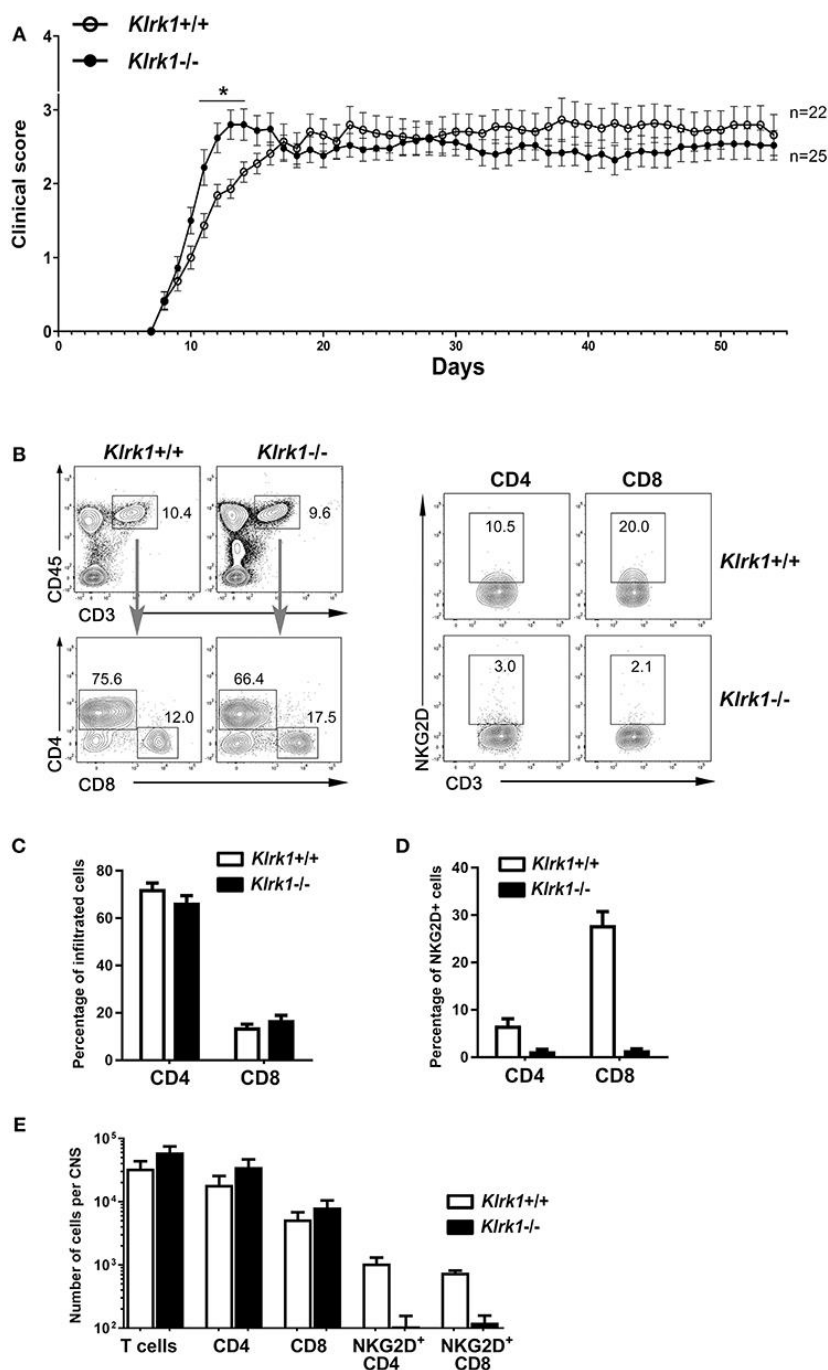 A
Klrk1+/+
Klrk1-/-
*
n=22
n=25
Clinical score
4
3
2
1
0
0 10 20 30 40 50
Days
B
Klrk1+/+ Klrk1-/-
10.4 9.6
CD45
CD3
75.6 66.4
12.0 17.5
CD4
CD8
CD4 CD8
10.5 20.0
Klrk1+/+
3.0 2.1
Klrk1-/-
NKG2D
CD3
C
Klrk1+/+
Klrk1-/-
Percentage of infiltrated cells
80
60
40
20
0
CD4 CD8
D
Klrk1+/+
Klrk1-/-
Percentage of NKG2D+ cells
40
30
20
10
0
CD4 CD8
E
Klrk1+/+
Klrk1-/-
Number of cells per CNS
10⁵
10⁴
10³
10²
T cells CD4 CD8 NKG2D⁺ NKG2D⁺
CD4 CD8